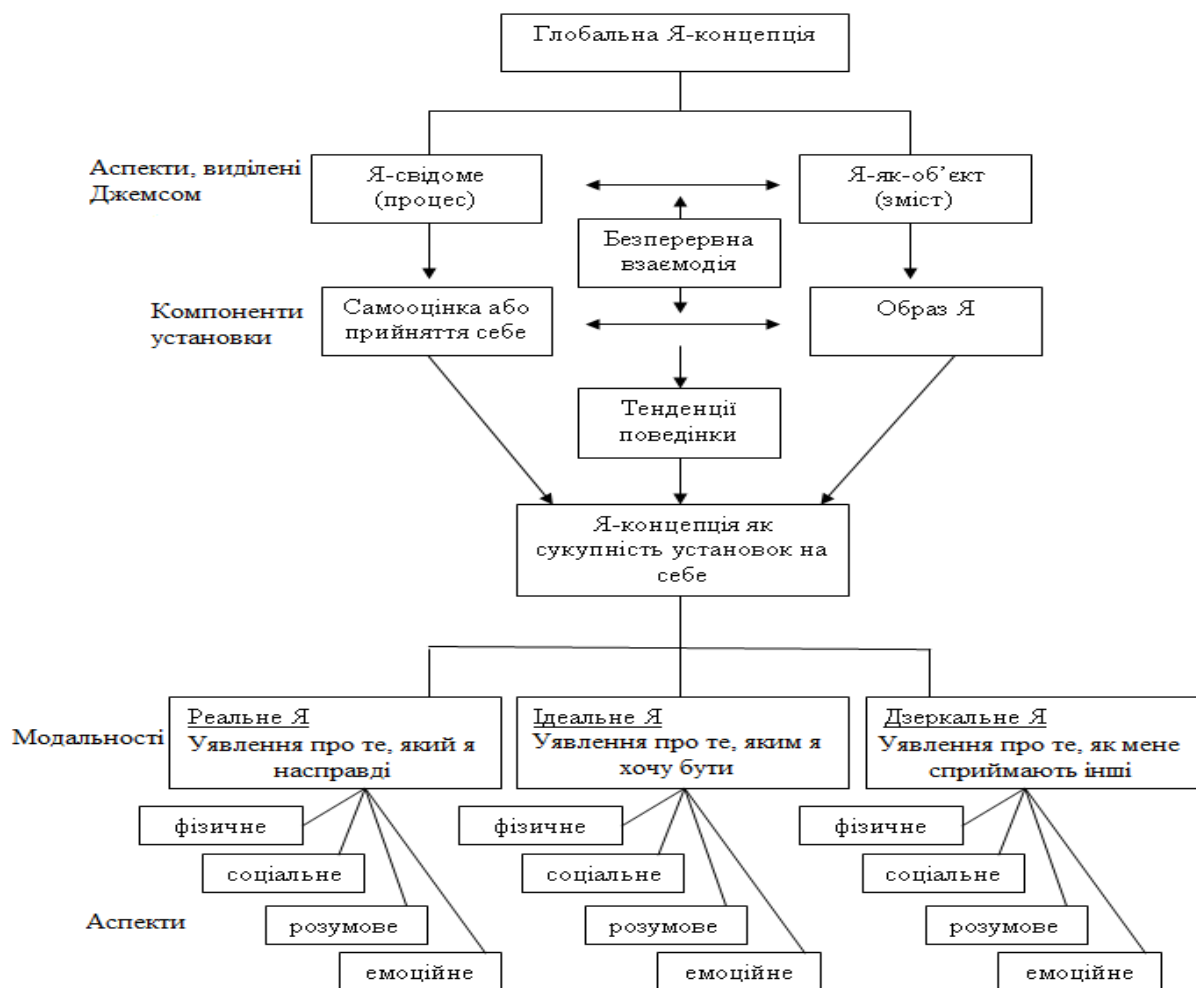 Глобальна Я-концепція
Аспекти, виділені
Джемсом
Я-свідоме
(процес)
Я-як-об’єкт
(зміст)
Безперервна
взаємодія
Компоненти
установки
Самооцінка або
прийняття себе
Образ Я
Тенденції
поведінки
Я-концепція як
сукупність установок на
себе
Модальності
Реальне Я
Уявлення про те, який я
насправді
Ідеальне Я
Уявлення про те, яким я
хочу бути
Дзеркальне Я
Уявлення про те, як мене
сприймають інші
фізичне
соціальне
розумове
емоційне
фізичне
соціальне
розумове
емоційне
фізичне
соціальне
розумове
емоційне
Аспекти